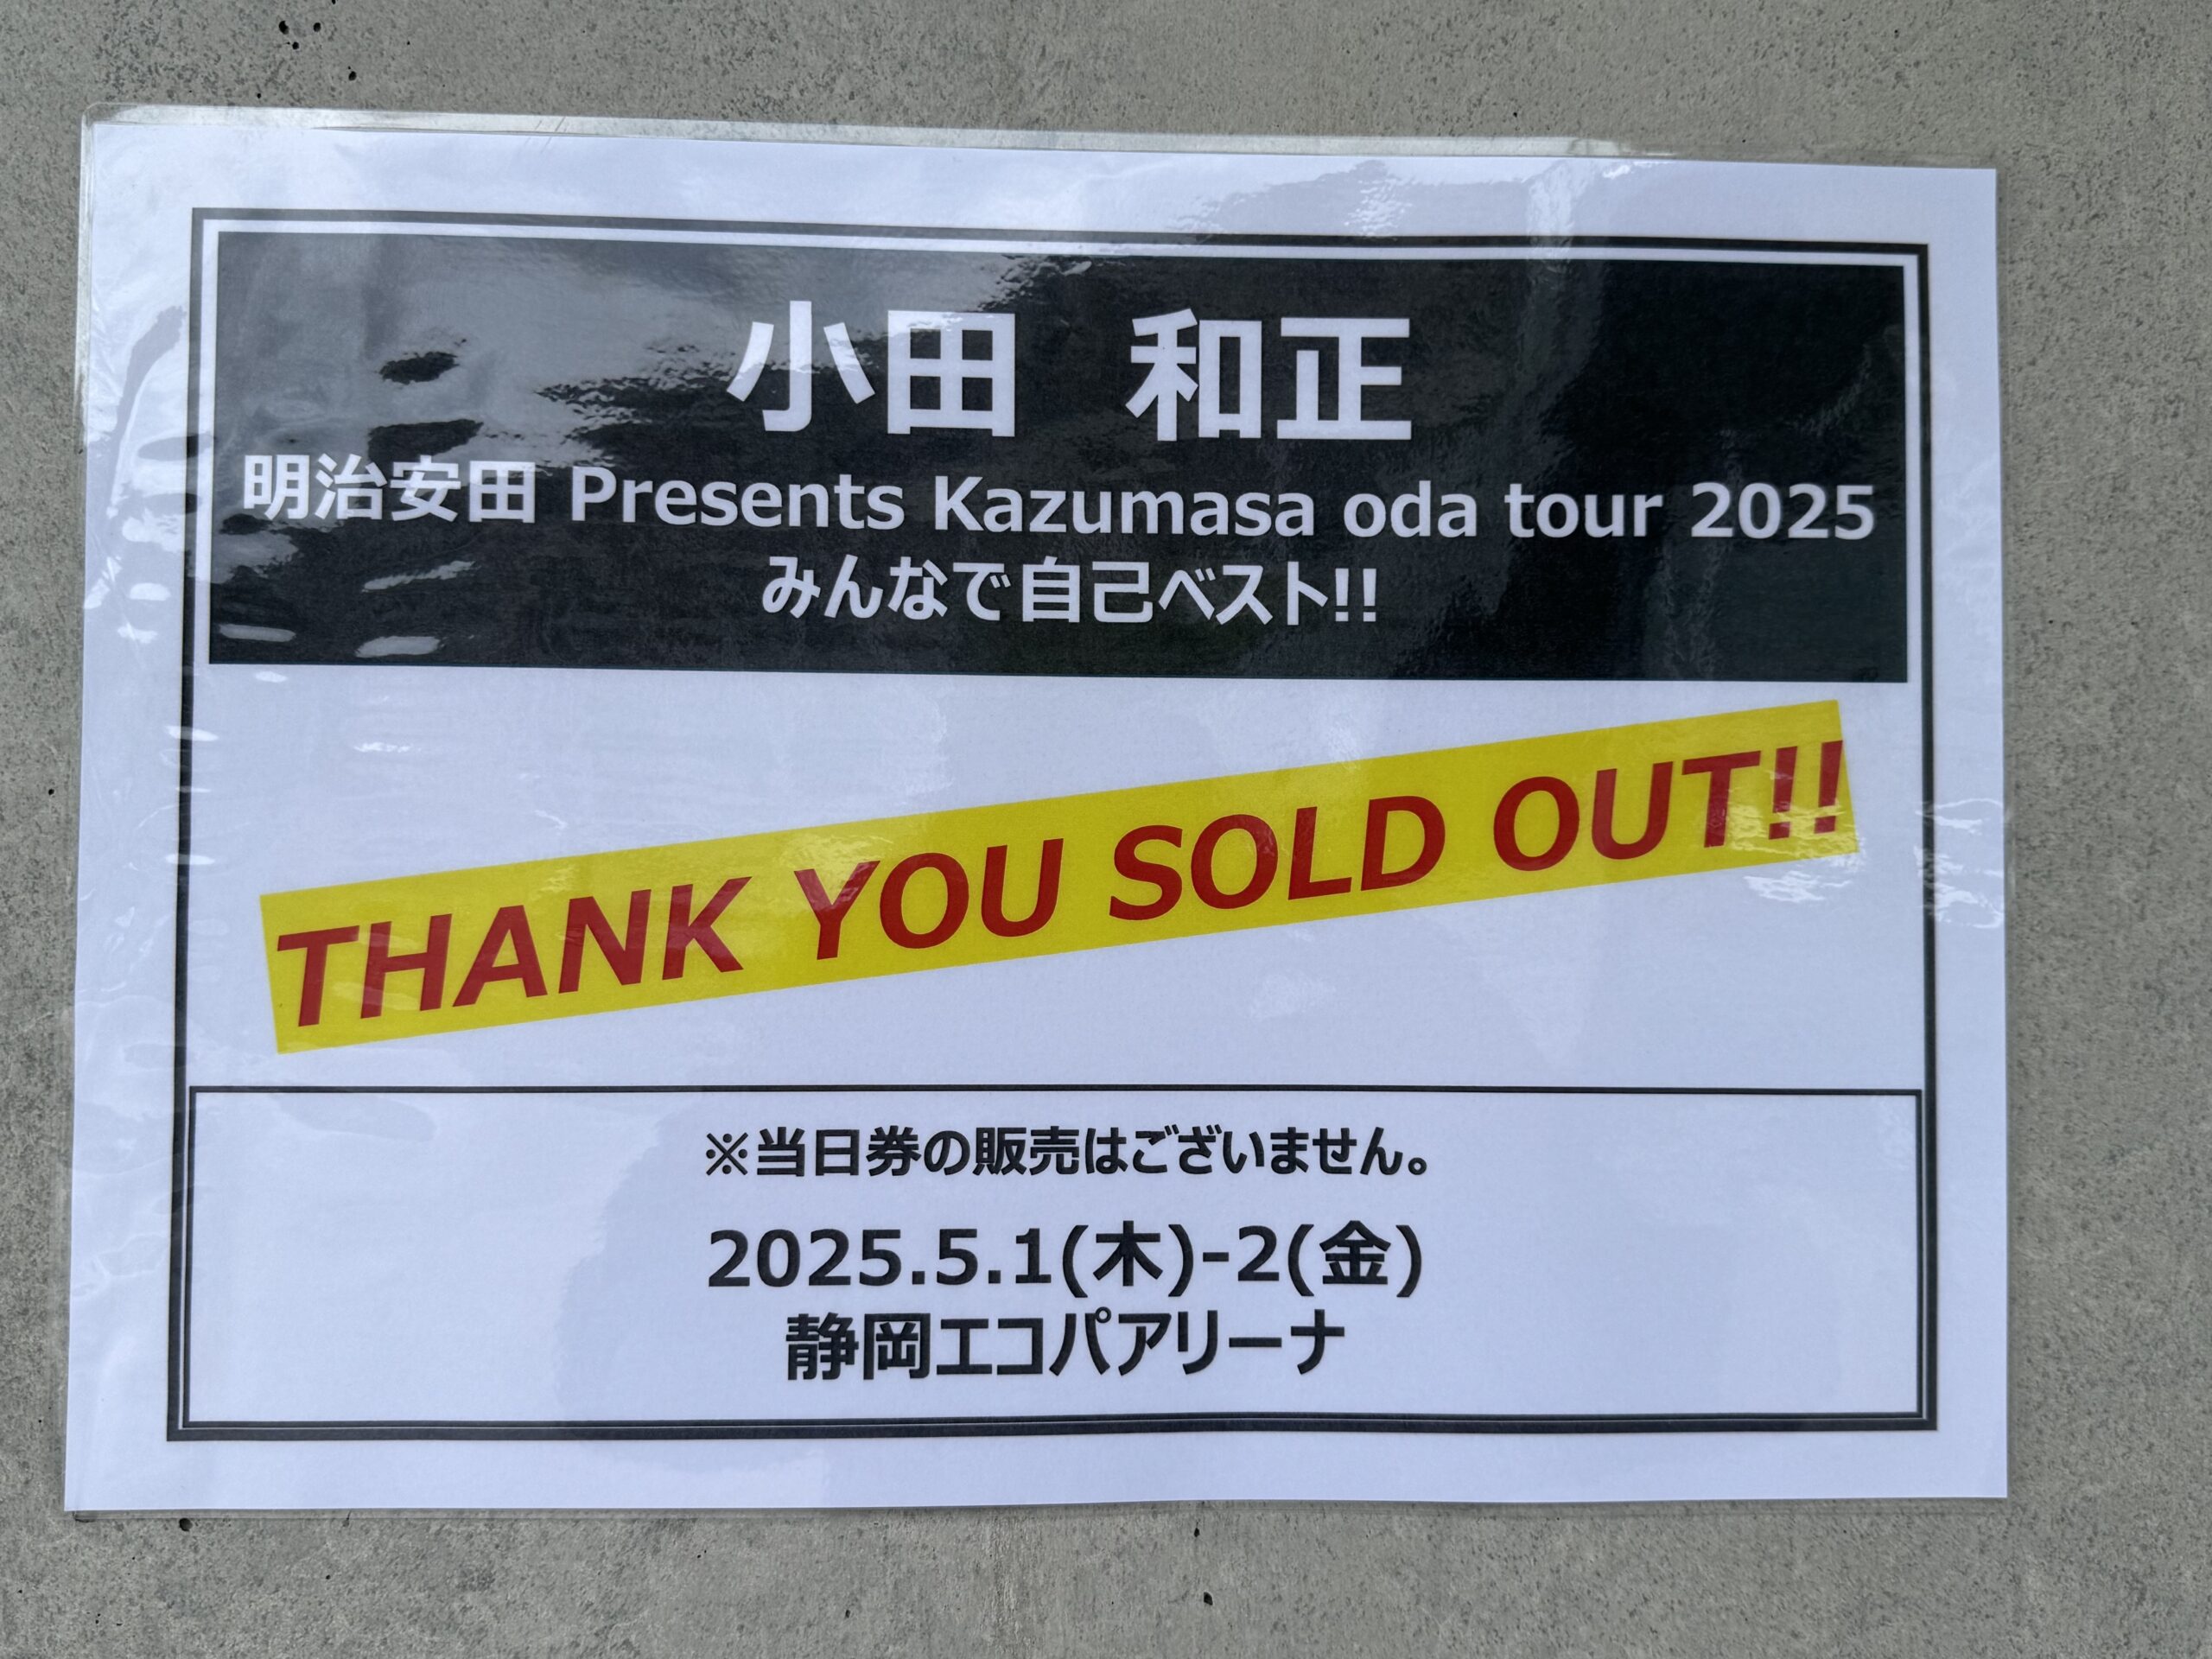 小田 和正
明治安田 Presents Kazumasa oda tour 2025
みんなで自己ベスト!!
THANK YOU SOLD OUT!!
※当日券の販売はございません。
2025.5.1(木)-2(金)
静岡エコパアリーナ